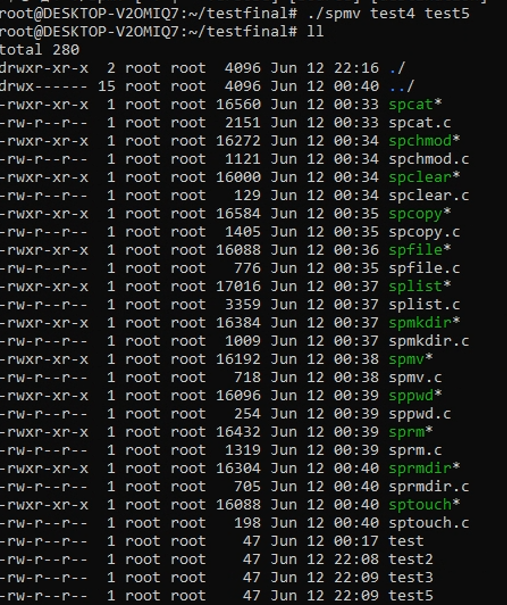 root@DESKTOP-V2OMIQ7:~/testfinal# ./spmv test4 test5
root@DESKTOP-V2OMIQ7:~/testfinal# ll
total 280
drwxr-xr-x  2 root root  4096 Jun 12 22:16 ./
drwx------ 15 root root  4096 Jun 12 00:40 ../
-rwxr-xr-x  1 root root 16560 Jun 12 00:33 spcat*
-rw-r--r--  1 root root  2151 Jun 12 00:33 spcat.c
-rwxr-xr-x  1 root root 16272 Jun 12 00:34 spchmod*
-rw-r--r--  1 root root  1121 Jun 12 00:34 spchmod.c
-rwxr-xr-x  1 root root 16000 Jun 12 00:34 spclear*
-rw-r--r--  1 root root   129 Jun 12 00:34 spclear.c
-rwxr-xr-x  1 root root 16584 Jun 12 00:35 spcopy*
-rw-r--r--  1 root root  1405 Jun 12 00:35 spcopy.c
-rwxr-xr-x  1 root root 16088 Jun 12 00:36 spfile*
-rw-r--r--  1 root root   776 Jun 12 00:35 spfile.c
-rwxr-xr-x  1 root root 17016 Jun 12 00:37 splist*
-rw-r--r--  1 root root  3359 Jun 12 00:37 splist.c
-rwxr-xr-x  1 root root 16384 Jun 12 00:37 spmkdir*
-rw-r--r--  1 root root  1009 Jun 12 00:37 spmkdir.c
-rwxr-xr-x  1 root root 16192 Jun 12 00:38 spmv*
-rw-r--r--  1 root root   718 Jun 12 00:38 spmv.c
-rwxr-xr-x  1 root root 16096 Jun 12 00:39 sppwd*
-rw-r--r--  1 root root   254 Jun 12 00:39 sppwd.c
-rwxr-xr-x  1 root root 16432 Jun 12 00:39 sprm*
-rw-r--r--  1 root root  1319 Jun 12 00:39 sprm.c
-rwxr-xr-x  1 root root 16304 Jun 12 00:40 sprmdir*
-rw-r--r--  1 root root   705 Jun 12 00:40 sprmdir.c
-rwxr-xr-x  1 root root 16088 Jun 12 00:40 sptouch*
-rw-r--r--  1 root root   198 Jun 12 00:40 sptouch.c
-rw-r--r--  1 root root    47 Jun 12 00:17 test
-rw-r--r--  1 root root    47 Jun 12 22:08 test2
-rw-r--r--  1 root root    47 Jun 12 22:09 test3
-rw-r--r--  1 root root    47 Jun 12 22:09 test5